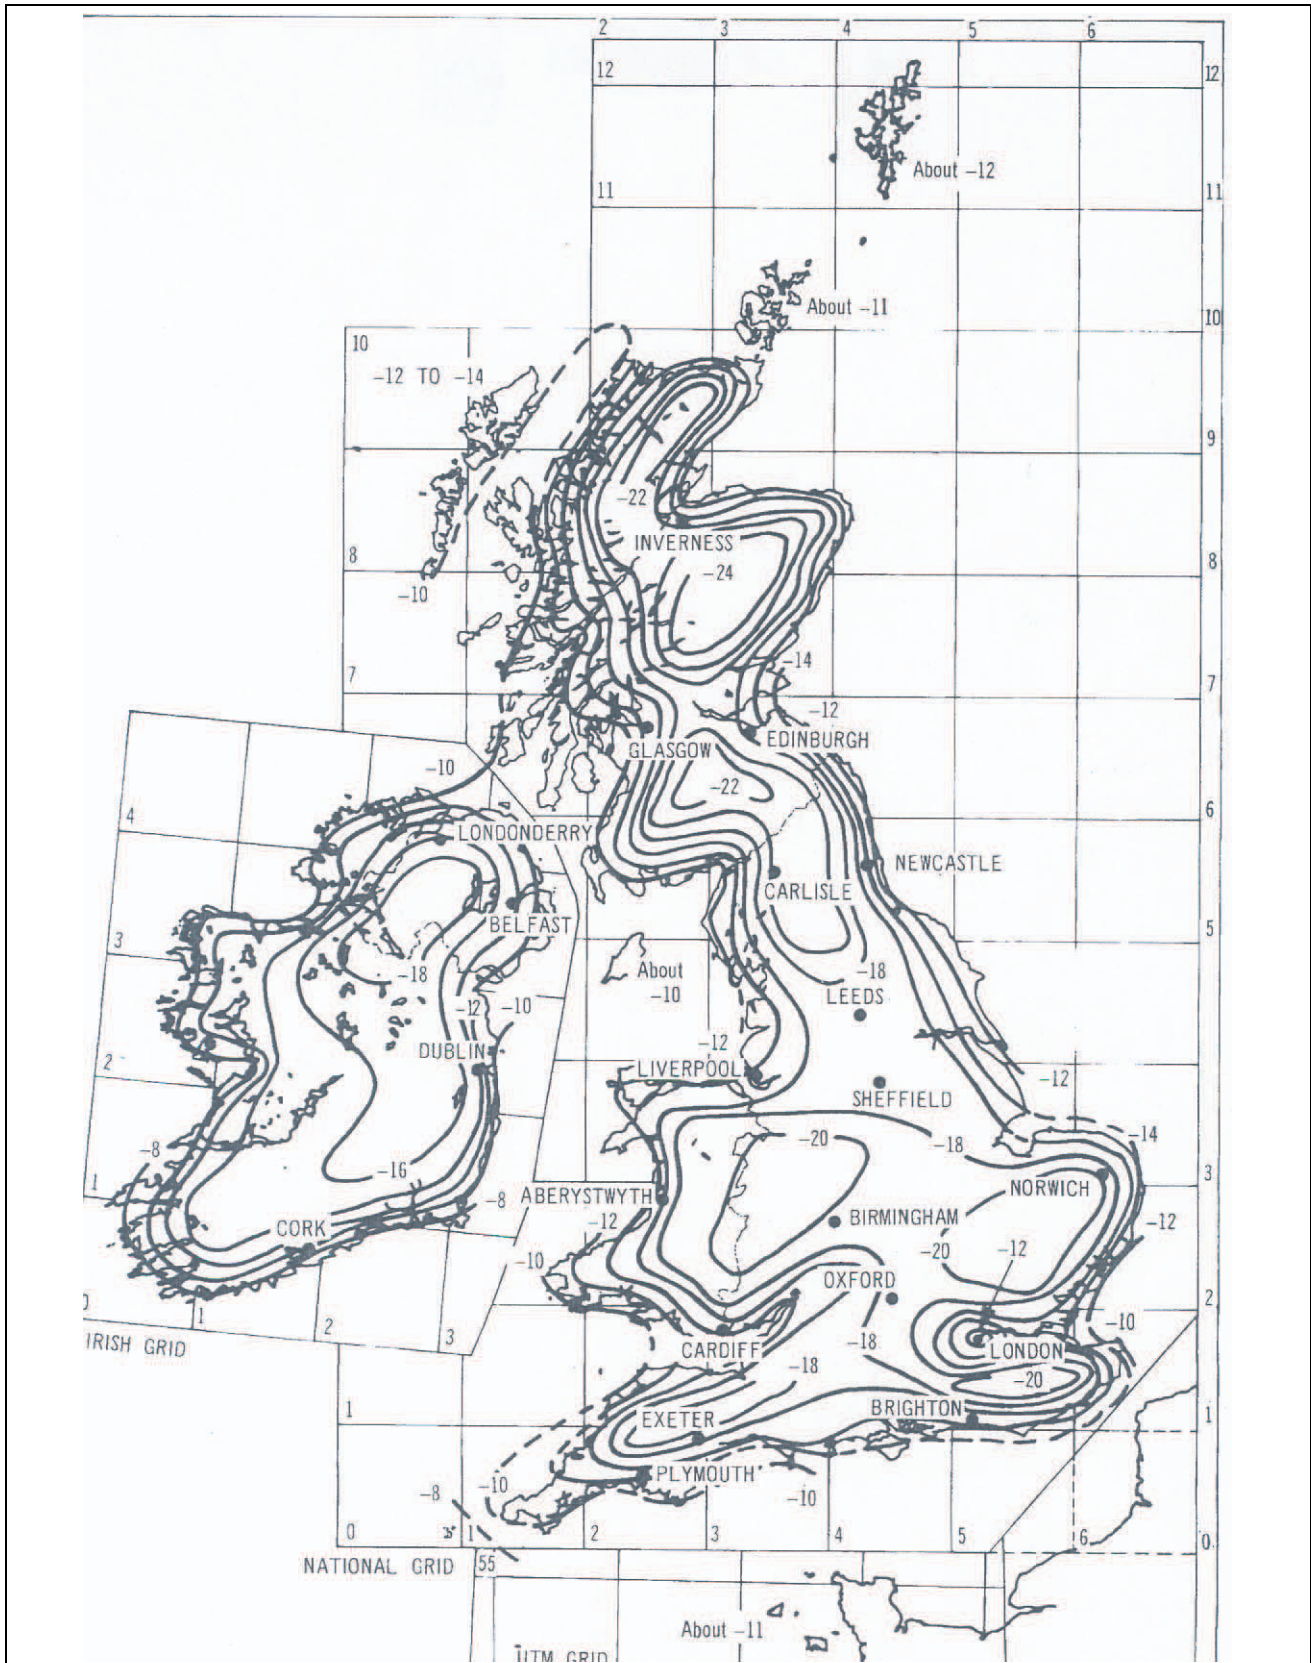 2 3 4 5 6
12 12
About -12
11 11
About -11
10 10
-12 TO -14
9
-22
INVERNESS
8 8
-24
-10
-14
7 7
-12
EDINBURGH
GLASGOW
-10
-22
4 6 6
LONDONDERRY
NEWCASTLE
CARLISLE
BELFAST
3 5 5
-18 About -18
-10 LEEDS
-12 -10
-12
DUBLIN
LIVERPOOL
2 4 -12
SHEFFIELD
-14
-20 -18
-8
-16 3
1 NORWICH
ABERYSTWYTH
-8
CORK -12 BIRMINGHAM -12
-20 -12
-10
OXFORD
2
1 2 3 -10
IRISH GRID -18
CARDIFF LONDON
-18
-20
BRIGHTON
1 EXETER 1
PLYMOUTH
-8 -10 -10
0 1 2 3 4 5 6 0
NATIONAL GRID 55
About -11
UTM GRID